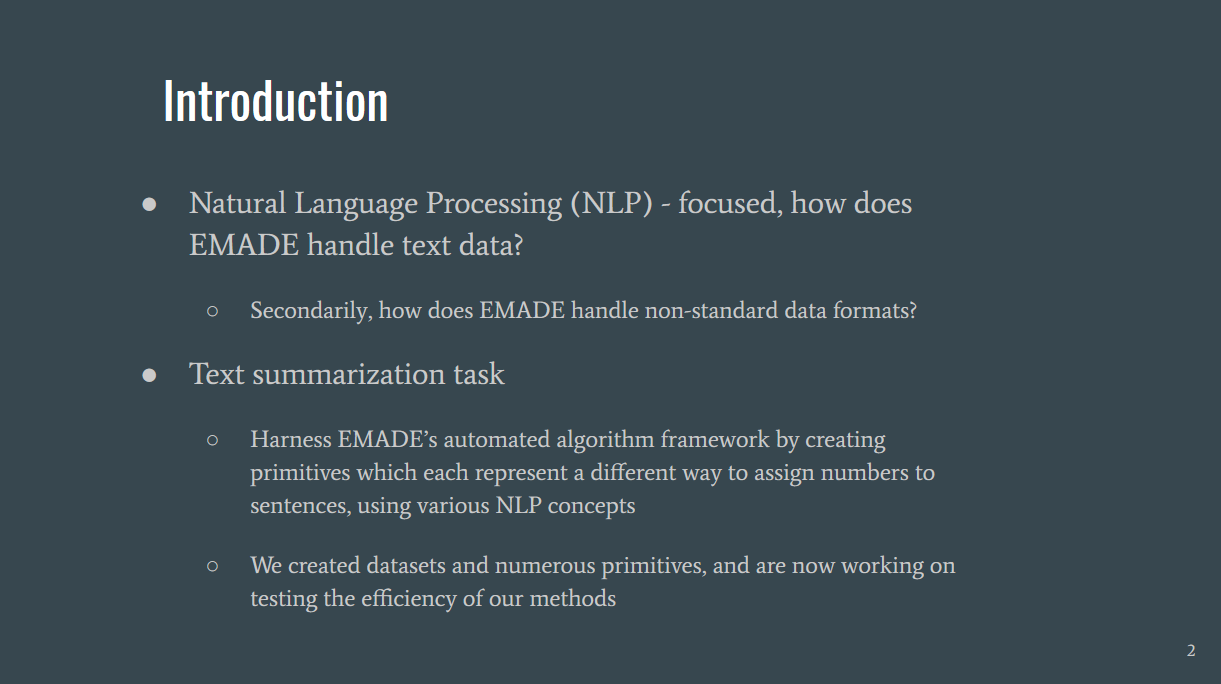 Introduction
● Natural Language Processing (NLP) - focused, how does
EMADE handle text data?
○ Secondarily, how does EMADE handle non-standard data formats?
● Text summarization task
○ Harness EMADE’s automated algorithm framework by creating
primitives which each represent a different way to assign numbers to
sentences, using various NLP concepts
○ We created datasets and numerous primitives, and are now working on
testing the efficiency of our methods
2